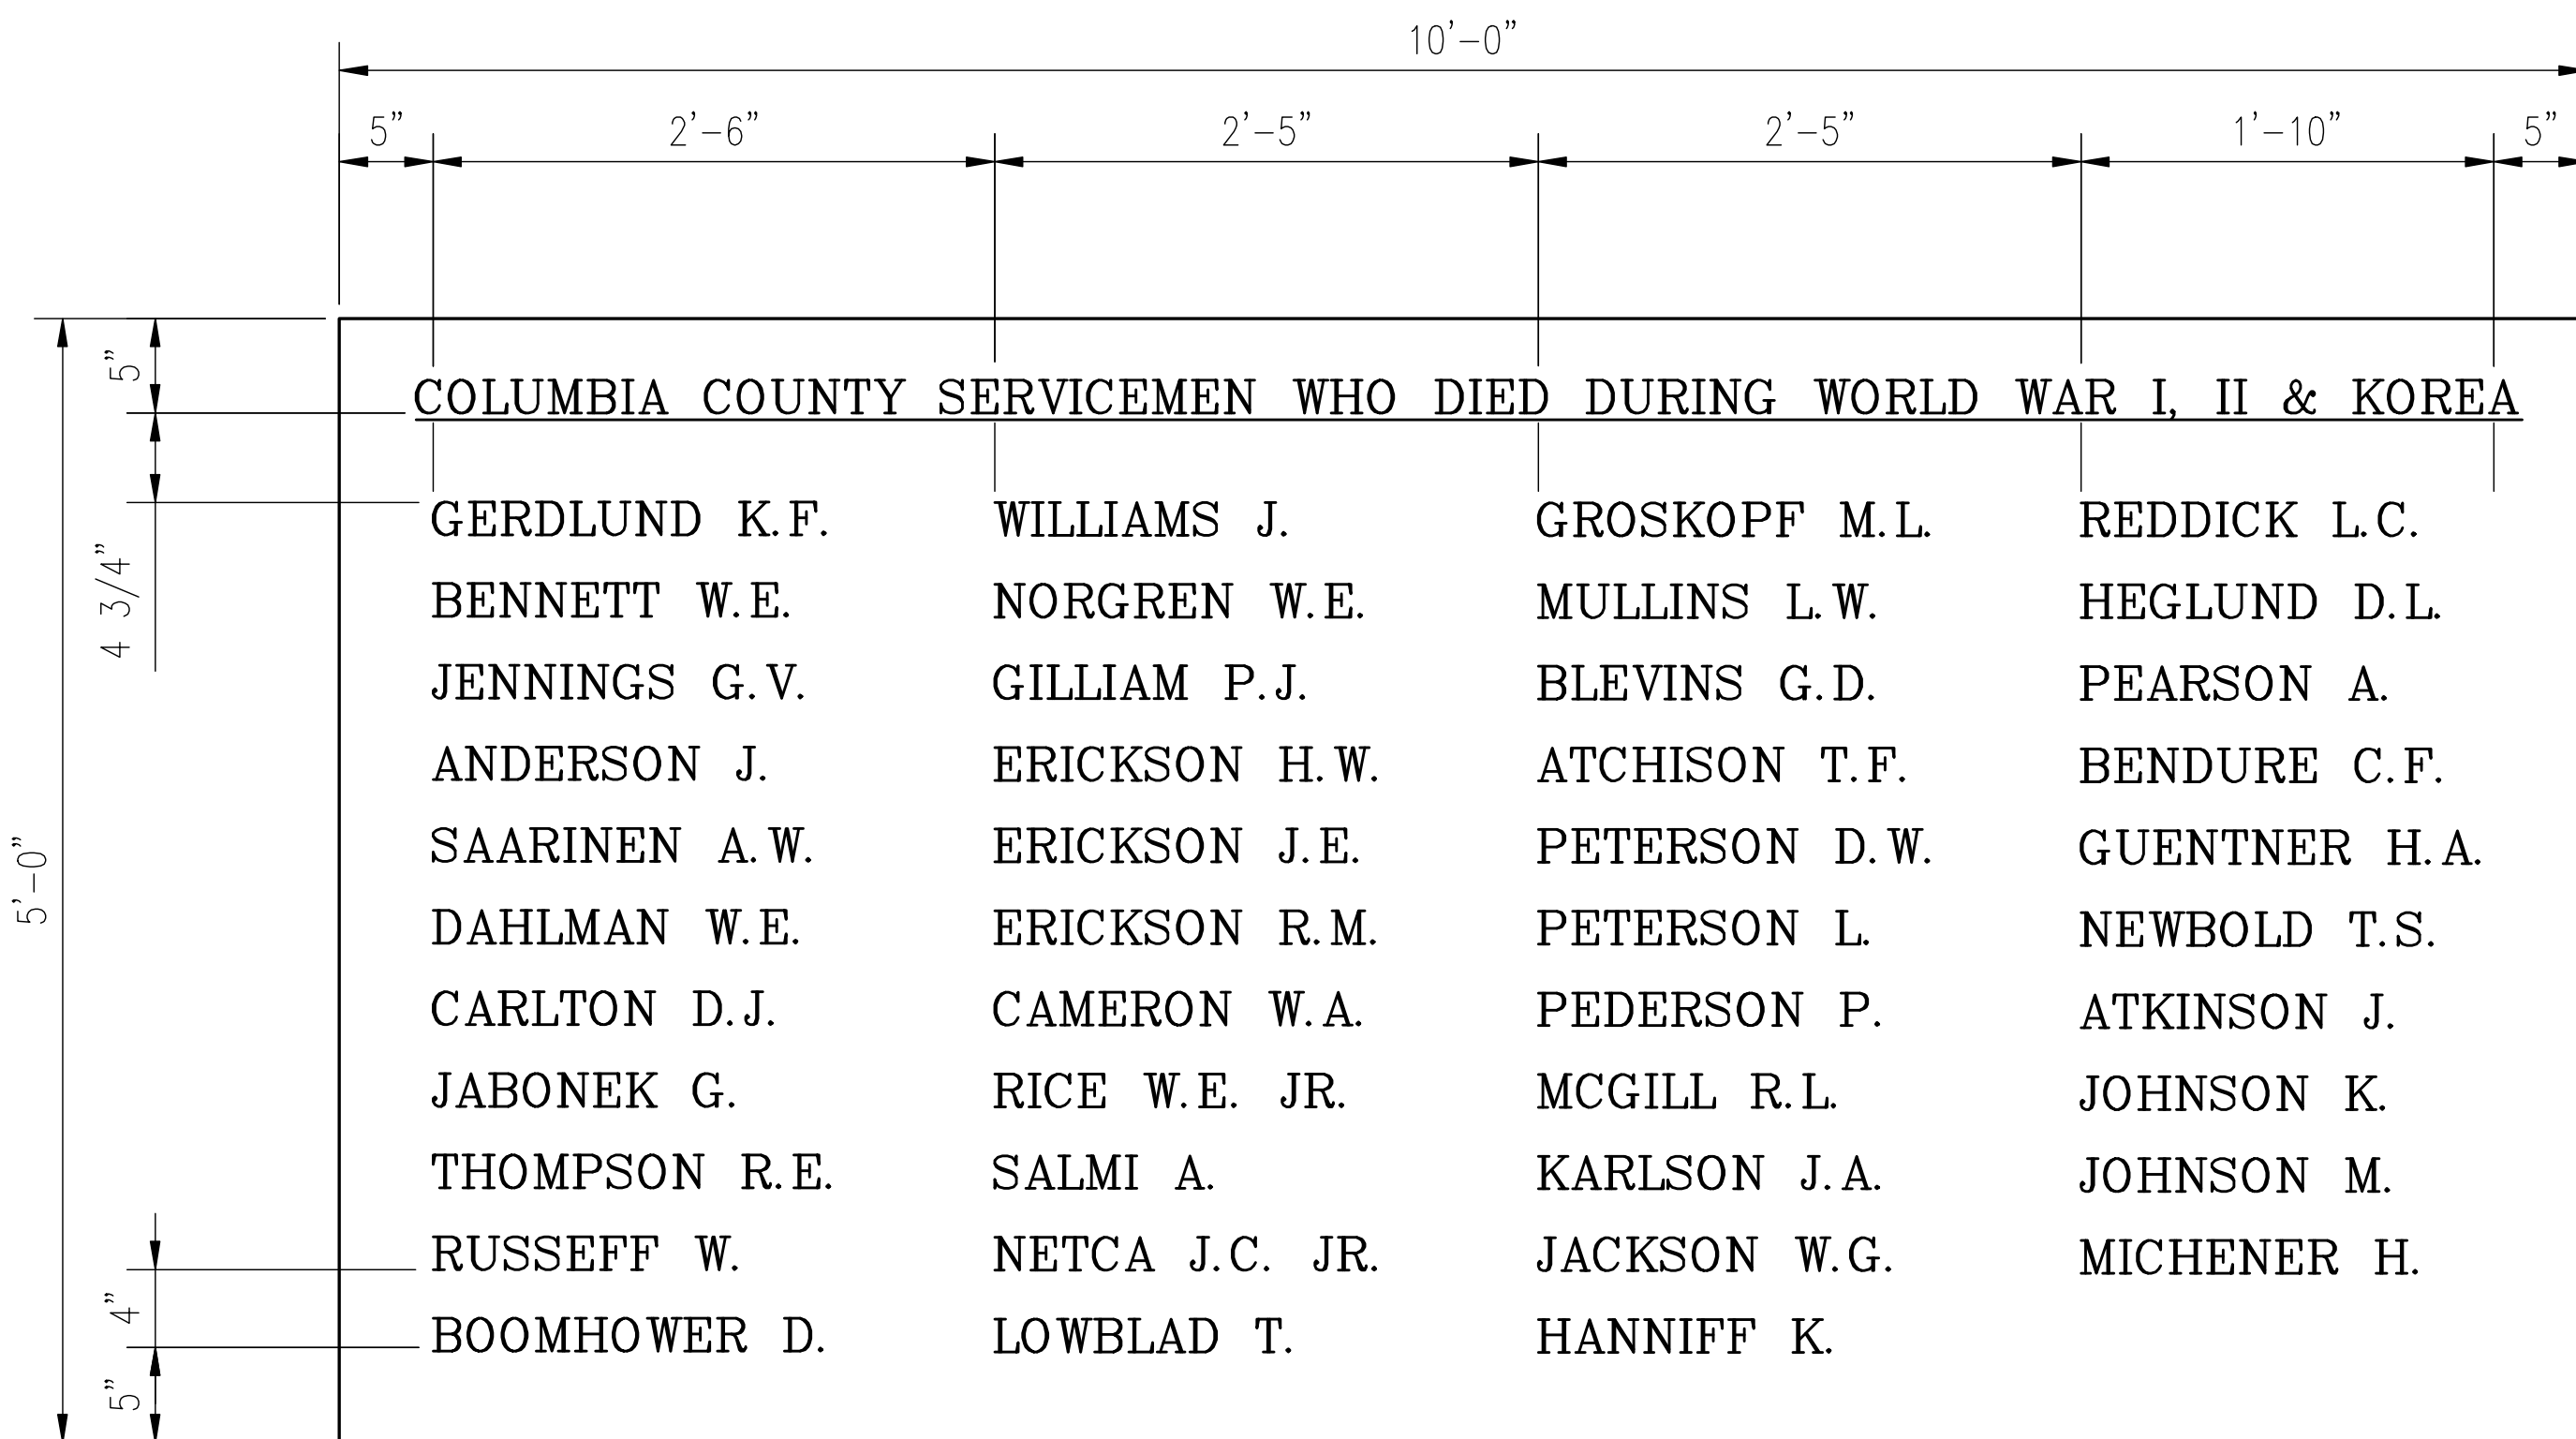 10'-0"
5" 2'-6" 2'-5" 2'-5" 1'-10" 5"
5"
COLUMBIA COUNTY SERVICEMEN WHO DIED DURING WORLD WAR I, II & KOREA
4 3/4"
GERDLUND K.F. WILLIAMS J. GROSKOPF M.L. REDDICK L.C.
BENNETT W.E. NORGREN W.E. MULLINS L.W. HEGLUND D.L.
JENNINGS G.V. GILLIAM P.J. BLEVINS G.D. PEARSON A.
ANDERSON J. ERICKSON H.W. ATCHISON T.F. BENDURE C.F.
5'-0"
SAARINEN A.W. ERICKSON J.E. PETERSON D.W. GUENTNER H.A.
DAHLMAN W.E. ERICKSON R.M. PETERSON L. NEWBOLD T.S.
CARLTON D.J. CAMERON W.A. PEDERSON P. ATKINSON J.
JABONEK G. RICE W.E. JR. MCGILL R.L. JOHNSON K.
THOMPSON R.E. SALMI A. KARLSON J.A. JOHNSON M.
RUSSEFF W. NETCA J.C. JR. JACKSON W.G. MICHENER H.
4"
BOOMHOWER D. LOWBLAD T. HANNIFF K.
5"